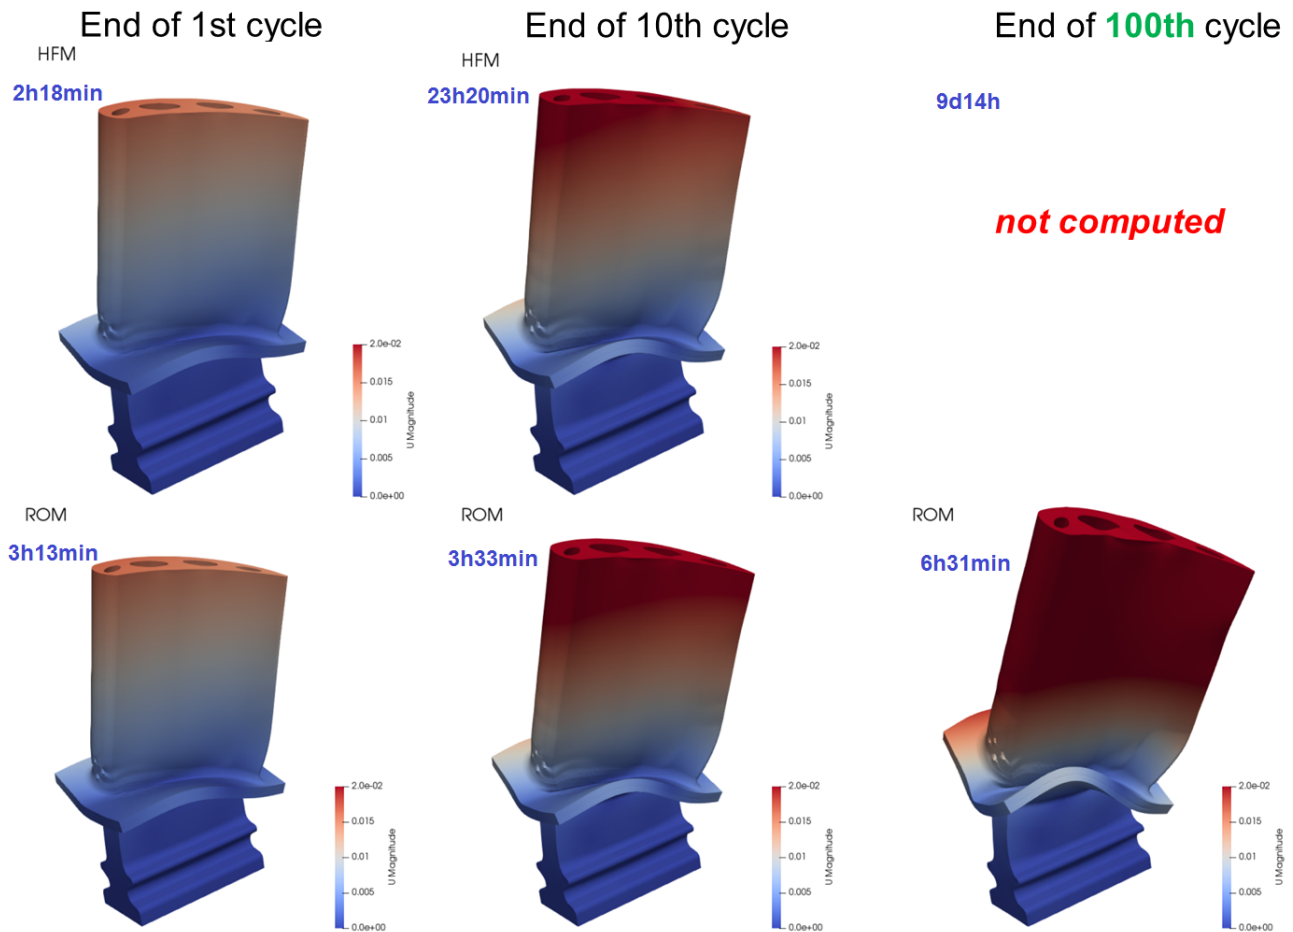 End of 1st cycle
End of 10th cycle
End of 100th cycle
HFM
2h18min
HFM
23h20min
9d14h
not computed
2.0e-02
0.015
0.01
0.005
0.0e+00
U Magnitude
2.0e-02
0.015
0.01
0.005
0.0e+00
U Magnitude
ROM
3h13min
ROM
3h33min
ROM
6h31min
2.0e-02
0.015
0.01
0.005
0.0e+00
U Magnitude
2.0e-02
0.015
0.01
0.005
0.0e+00
U Magnitude
2.0e-02
0.015
0.01
0.005
0.0e+00
U Magnitude